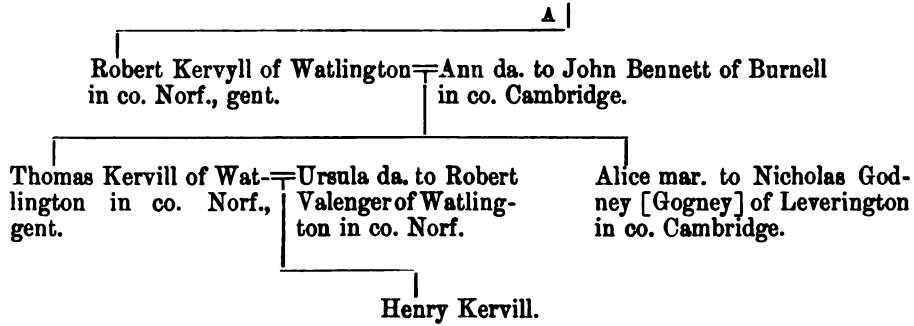 A
Robert Kervyll of Watlington=Ann da. to John Bennett of Burnell
in co. Norf., gent.
in co. Cambridge.
Thomas Kervill of Wat-=Ursula da. to Robert
lington in co. Norf.,
gent.
Valenger of Watling-
ton in co. Norf.
Alice mar. to Nicholas God-
ney [Gogney] of Leverington
in co. Cambridge.
Henry Kervill.